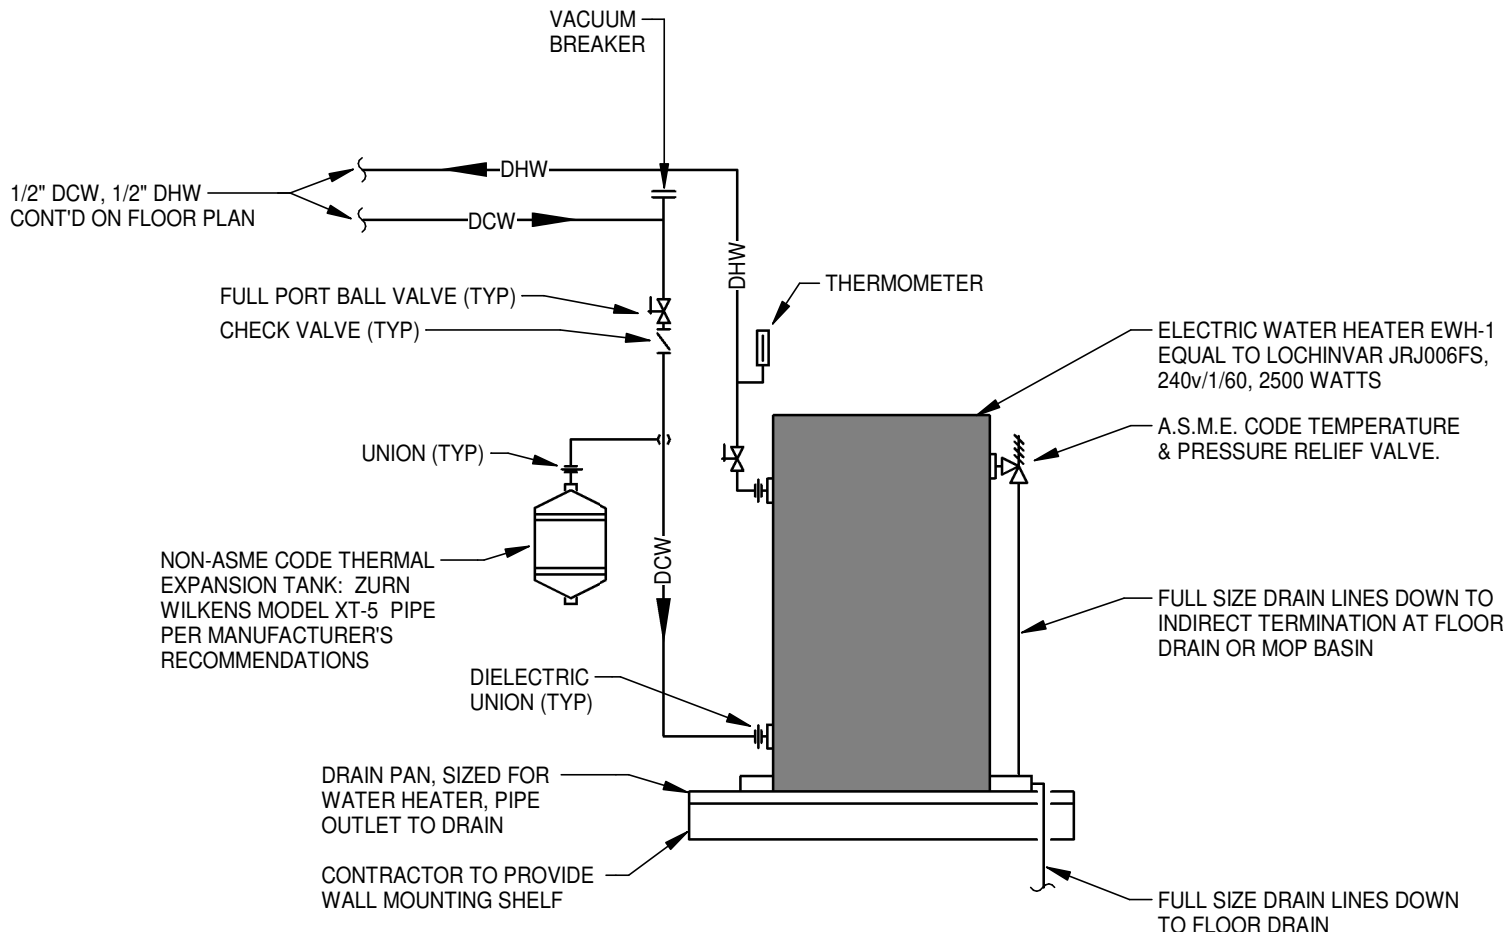 VACUUM
BREAKER
DHW
1/2" DCW, 1/2" DHW
CONT'D ON FLOOR PLAN
DCW
DHW
FULL PORT BALL VALVE (TYP)
THERMOMETER
CHECK VALVE (TYP)
ELECTRIC WATER HEATER EWH-1
EQUAL TO LOCHINVAR JRJ006FS,
240v/1/60, 2500 WATTS
A.S.M.E. CODE TEMPERATURE
& PRESSURE RELIEF VALVE.
UNION (TYP)
NON-ASME CODE THERMAL
EXPANSION TANK: ZURN
WILKENS MODEL XT-5 PIPE
PER MANUFACTURER'S
RECOMMENDATIONS
DCW
FULL SIZE DRAIN LINES DOWN TO
INDIRECT TERMINATION AT FLOOR
DRAIN OR MOP BASIN
DIELECTRIC
UNION (TYP)
DRAIN PAN, SIZED FOR
WATER HEATER, PIPE
OUTLET TO DRAIN
CONTRACTOR TO PROVIDE
WALL MOUNTING SHELF
FULL SIZE DRAIN LINES DOWN
TO FLOOR DRAIN